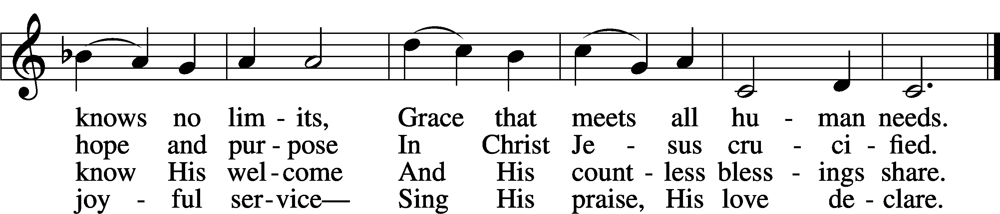 knows no lim - its, Grace that meets all hu - man needs.
hope and pur - pose In Christ Je - sus cru - ci - fied.
know His wel - come And His count - less bless - ings share.
joy - ful ser - vice— Sing His praise, His love de - clare.